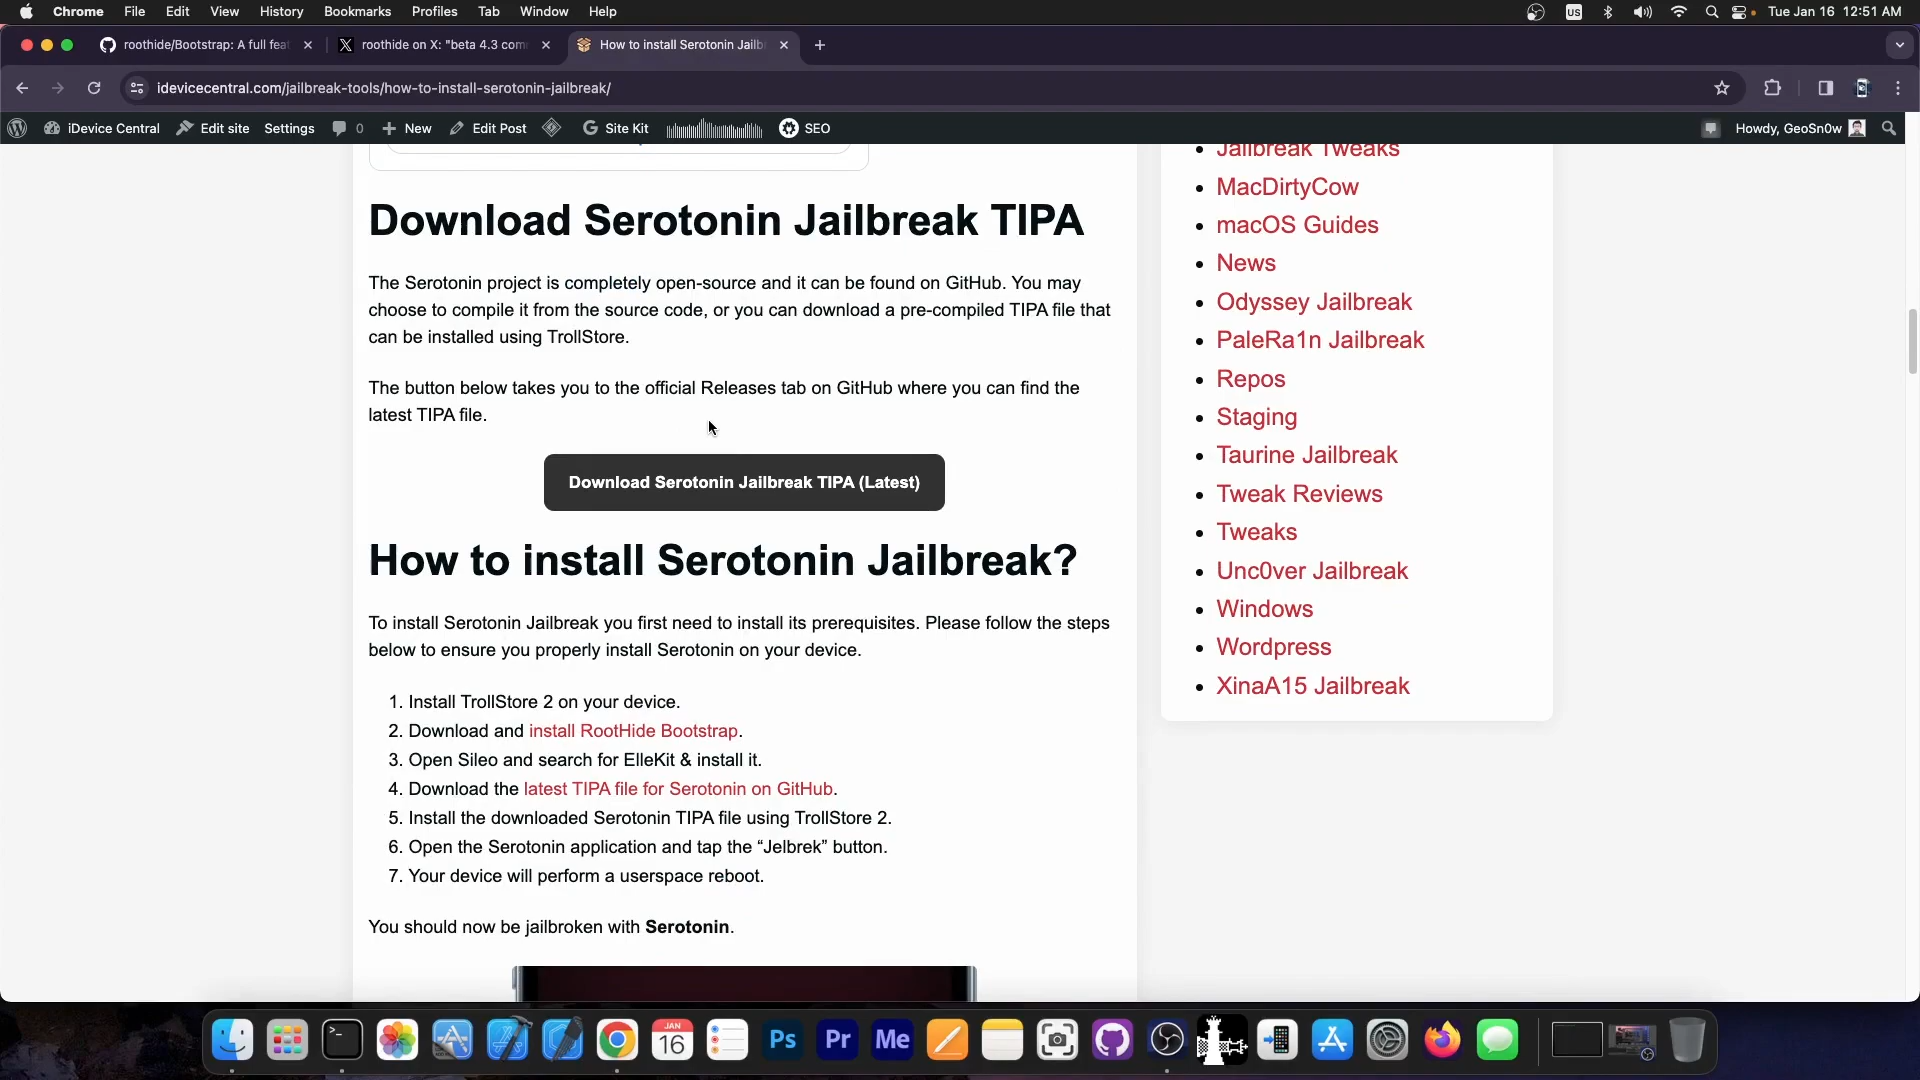 Chrome File Edit View History Bookmarks Profiles Tab Window Help US Tue Jan 16 12:51 AM
roothide/Bootstrap: A full feat roothide on X: "beta 4.3 com How to install Serotonin Jailb
idevicecentral.com/jailbreak-tools/how-to-install-serotonin-jailbreak/
iDevice Central Edit site Settings 0 New Edit Post Site Kit SEO Howdy, GeoSn0w
Download Serotonin Jailbreak TIPA
The Serotonin project is completely open-source and it can be found on GitHub. You may
choose to compile it from the source code, or you can download a pre-compiled TIPA file that
can be installed using TrollStore.
The button below takes you to the official Releases tab on GitHub where you can find the
latest TIPA file.
Download Serotonin Jailbreak TIPA (Latest)
How to install Serotonin Jailbreak?
To install Serotonin Jailbreak you first need to install its prerequisites. Please follow the steps
below to ensure you properly install Serotonin on your device.
1. Install TrollStore 2 on your device.
2. Download and install RootHide Bootstrap.
3. Open Sileo and search for ElleKit & install it.
4. Download the latest TIPA file for Serotonin on GitHub.
5. Install the downloaded Serotonin TIPA file using TrollStore 2.
6. Open the Serotonin application and tap the “Jelbrek” button.
7. Your device will perform a userspace reboot.
You should now be jailbroken with Serotonin.
Jailbreak Tweaks
MacDirtyCow
macOS Guides
News
Odyssey Jailbreak
PaleRa1n Jailbreak
Repos
Staging
Taurine Jailbreak
Tweak Reviews
Tweaks
Unc0ver Jailbreak
Windows
Wordpress
XinaA15 Jailbreak
JAN
16
Ps Pr Me